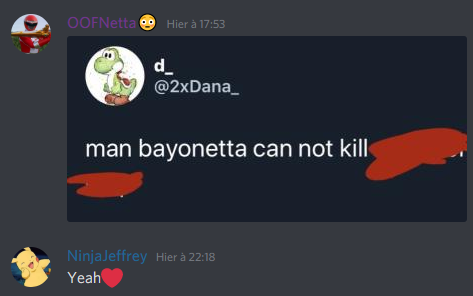 OOFNetta😳 Hier à 17:53
d_
@2xDana_
man bayonetta can not kill
NinjaJeffrey Hier à 22:18
Yeah❤️